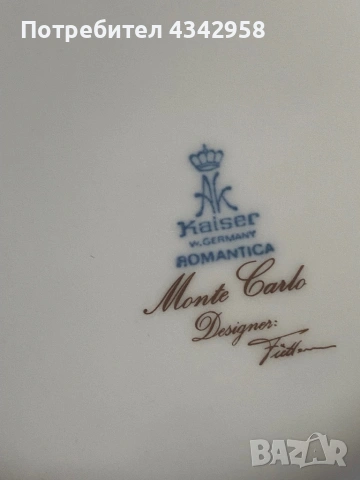 Потребител 4342958
AK
Kaiser
W. GERMANY
ROMANTICA
Monte Carlo
Designer:
BAZAR